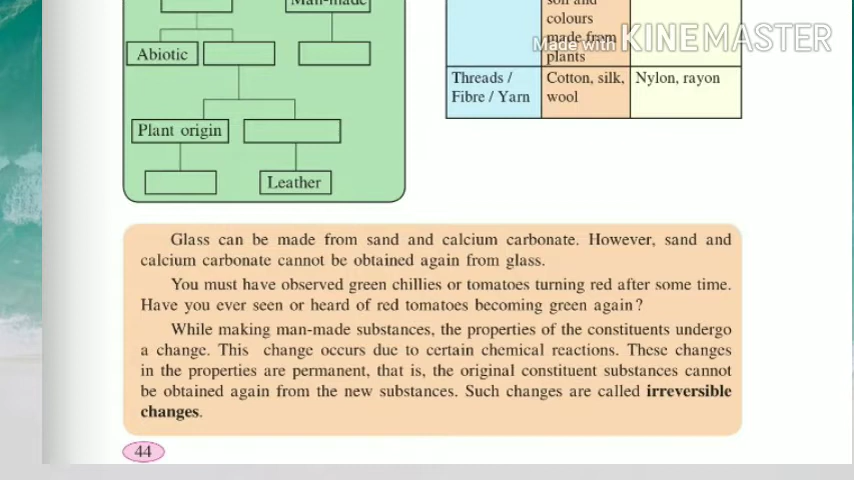 Man-made
Abiotic
Plant origin
Leather
soil and
colours
made from
plants
Threads /
Fibre / Yarn
Cotton, silk,
wool
Nylon, rayon
Made with KINEMASTER
Glass can be made from sand and calcium carbonate. However, sand and
calcium carbonate cannot be obtained again from glass.
You must have observed green chillies or tomatoes turning red after some time.
Have you ever seen or heard of red tomatoes becoming green again?
While making man-made substances, the properties of the constituents undergo
a change. This change occurs due to certain chemical reactions. These changes
in the properties are permanent, that is, the original constituent substances cannot
be obtained again from the new substances. Such changes are called irreversible
changes.
44